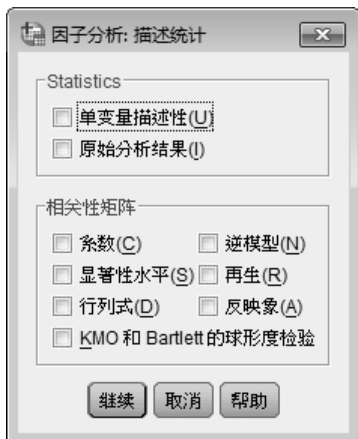 因子分析: 描述统计
Statistics
单变量描述性(U)
原始分析结果(I)
相关性矩阵
系数(C) 逆模型(N)
显著性水平(S) 再生(R)
行列式(D) 反映象(A)
KMO 和 Bartlett 的球形度检验
继续 取消 帮助